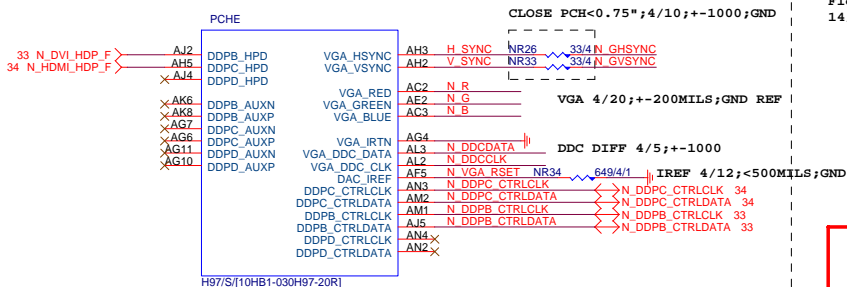 PCHE
CLOSE PCH<0.75";4/10;+-1000;GND
14
33 N_DVI_HDP_F AJ2 DDPB_HPD VGA_HSYNC AH3 H_SYNC NR26 33/4 N_GHSYNC
34 N_HDMI_HDP_F AH5 DDPC_HPD VGA_VSYNC AH2 V_SYNC NR33 33/4 N_GVSYNC
AJ4 DDPD_HPD
VGA_RED AC2 N_R
AK6 DDPB_AUXN VGA_GREEN AE2 N_G VGA 4/20;+-200MILS;GND REF
AK8 DDPB_AUXP VGA_BLUE AC3 N_B
AG7 DDPC_AUXN
AG6 DDPC_AUXP VGA_IRTN AG4
AG11 DDPD_AUXN VGA_DDC_DATA AL3 N_DDCDATA DDC DIFF 4/5;+-1000
AG10 DDPD_AUXP VGA_DDC_CLK AL2 N_DDCCLK
DAC_IREF AF5 N_VGA_RSET NR34 649/4/1 IREF 4/12;<500MILS;GND
DDPC_CTRLCLK AN3 N_DDPC_CTRLCLK N_DDPC_CTRLCLK 34
DDPC_CTRLDATA AM2 N_DDPC_CTRLDATA N_DDPC_CTRLDATA 34
DDPB_CTRLCLK AM1 N_DDPB_CTRLCLK N_DDPB_CTRLCLK 33
DDPB_CTRLDATA AJ5 N_DDPB_CTRLDATA N_DDPB_CTRLDATA 33
DDPD_CTRLCLK AN4
DDPD_CTRLDATA AN2
H97/S/[10HB1-030H97-20R]